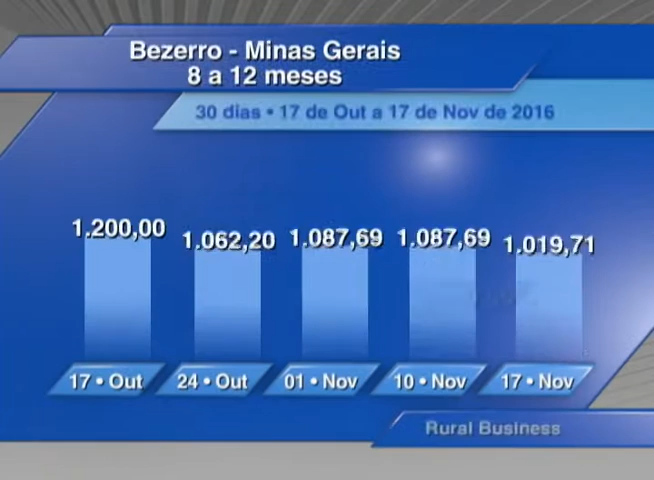 Bezerro - Minas Gerais
8 a 12 meses
30 dias • 17 de Out a 17 de Nov de 2016
1.200,00 1.062,20 1.087,69 1.087,69 1.019,71
17 • Out 24 • Out 01 • Nov 10 • Nov 17 • Nov
Rural Business